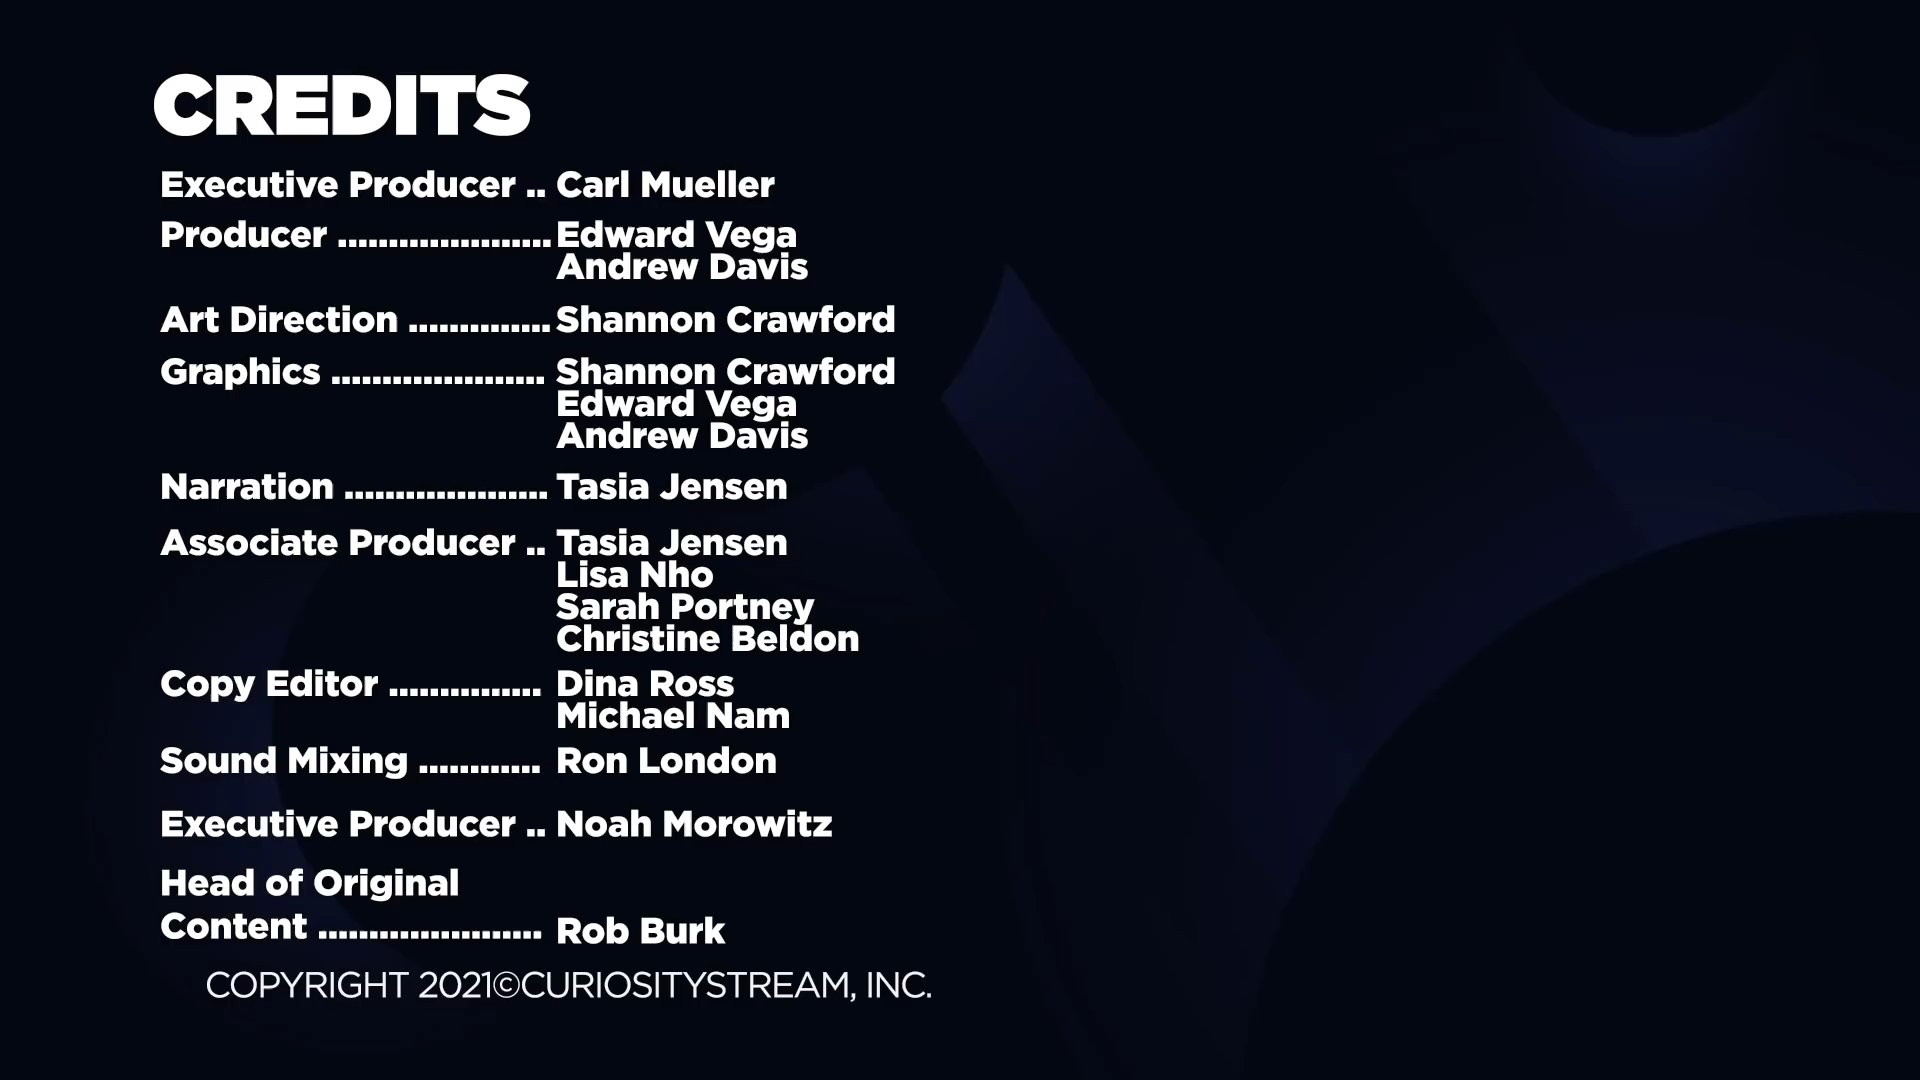 CREDITS
Executive Producer .. Carl Mueller
Producer ..................... Edward Vega
Andrew Davis
Art Direction .............. Shannon Crawford
Graphics ..................... Shannon Crawford
Edward Vega
Andrew Davis
Narration .................... Tasia Jensen
Associate Producer .. Tasia Jensen
Lisa Nho
Sarah Portney
Christine Beldon
Copy Editor ............... Dina Ross
Michael Nam
Sound Mixing ............ Ron London
Executive Producer .. Noah Morowitz
Head of Original
Content ...................... Rob Burk
COPYRIGHT 2021©CURIOSITYSTREAM, INC.